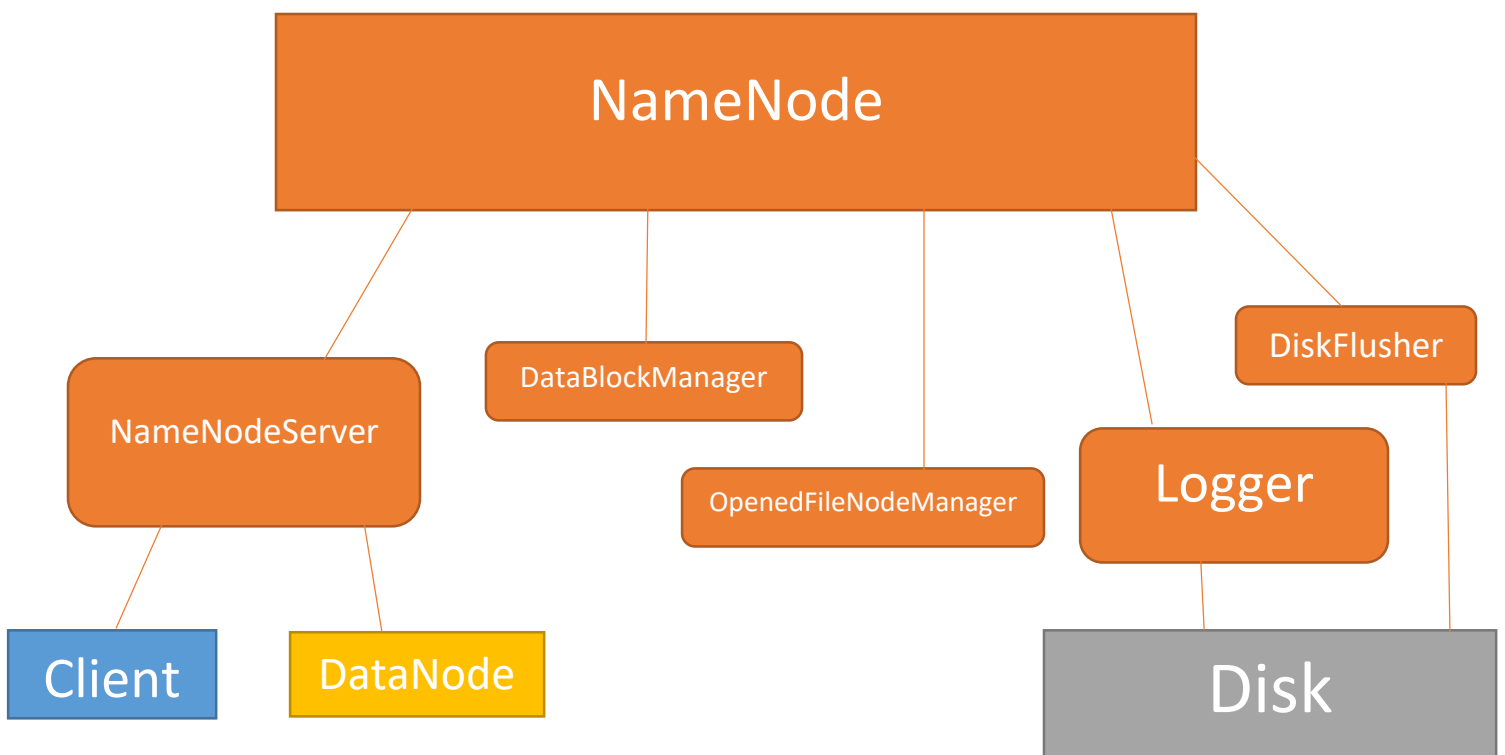 NameNode
DiskFlusher
DataBlockManager
NameNodeServer
Logger
OpenedFileNodeManager
Client
DataNode
Disk